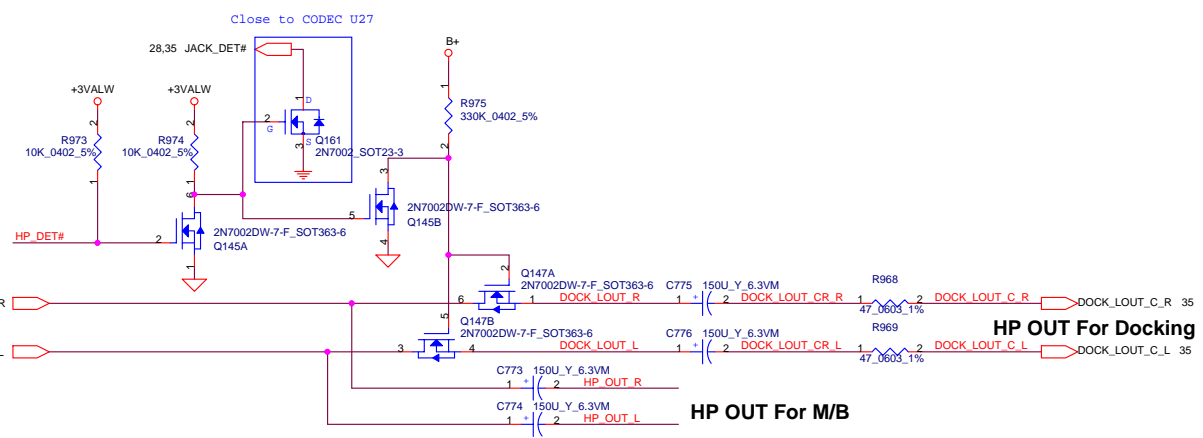 Close to CODEC U27
28,35 JACK_DET#
B+
+3VALW
+3VALW
1
D
2
G
S
3
Q161
2N7002_SOT23-3
1
R975
330K_0402_5%
2
2
R973
10K_0402_5%
1
2
R974
10K_0402_5%
1
6
3
5
2N7002DW-7-F_SOT363-6
Q145B
4
HP_DET#
2
2N7002DW-7-F_SOT363-6
Q145A
1
2
Q147A
2N7002DW-7-F_SOT363-6
R
6
1
DOCK_LOUT_R
C775
150U_Y_6.3VM
1
+
2
DOCK_LOUT_CR_R
R968
1
2
47_0603_1%
DOCK_LOUT_C_R
DOCK_LOUT_C_R 35
HP OUT For Docking
5
Q147B
2N7002DW-7-F_SOT363-6
L
3
4
DOCK_LOUT_L
C776
150U_Y_6.3VM
1
+
2
DOCK_LOUT_CR_L
R969
1
2
47_0603_1%
DOCK_LOUT_C_L
DOCK_LOUT_C_L 35
C773
150U_Y_6.3VM
1
+
2
HP_OUT_R
C774
150U_Y_6.3VM
1
+
2
HP_OUT_L
HP OUT For M/B